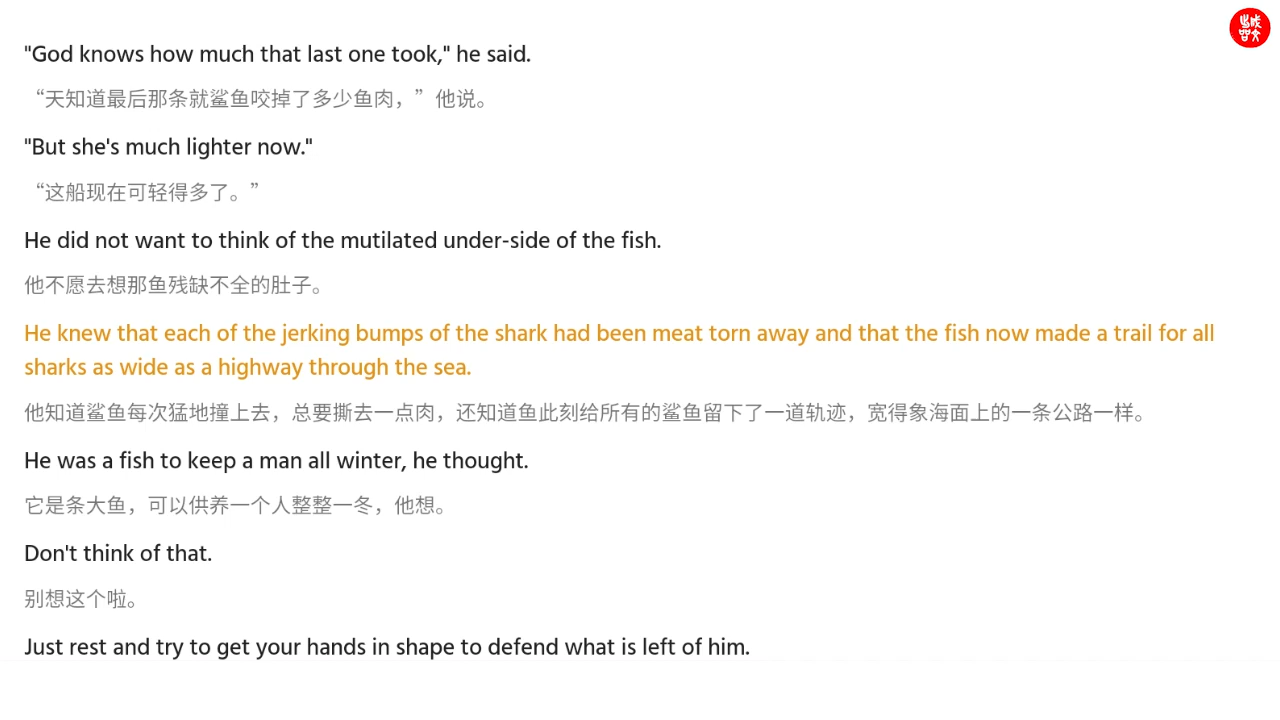 "God knows how much that last one took," he said.
“天知道最后那条就鲨鱼咬掉了多少鱼肉，”他说。
"But she's much lighter now."
“这船现在可轻得多了。”
He did not want to think of the mutilated under-side of the fish.
他不愿去想那鱼残缺不全的肚子。
He knew that each of the jerking bumps of the shark had been meat torn away and that the fish now made a trail for all
sharks as wide as a highway through the sea.
他知道鲨鱼每次猛地撞上去，总要撕去一点肉，还知道鱼此刻给所有的鲨鱼留下了一道轨迹，宽得象海面上的一条公路一样。
He was a fish to keep a man all winter, he thought.
它是条大鱼，可以供养一个人整整一冬，他想。
Don't think of that.
别想这个啦。
Just rest and try to get your hands in shape to defend what is left of him.